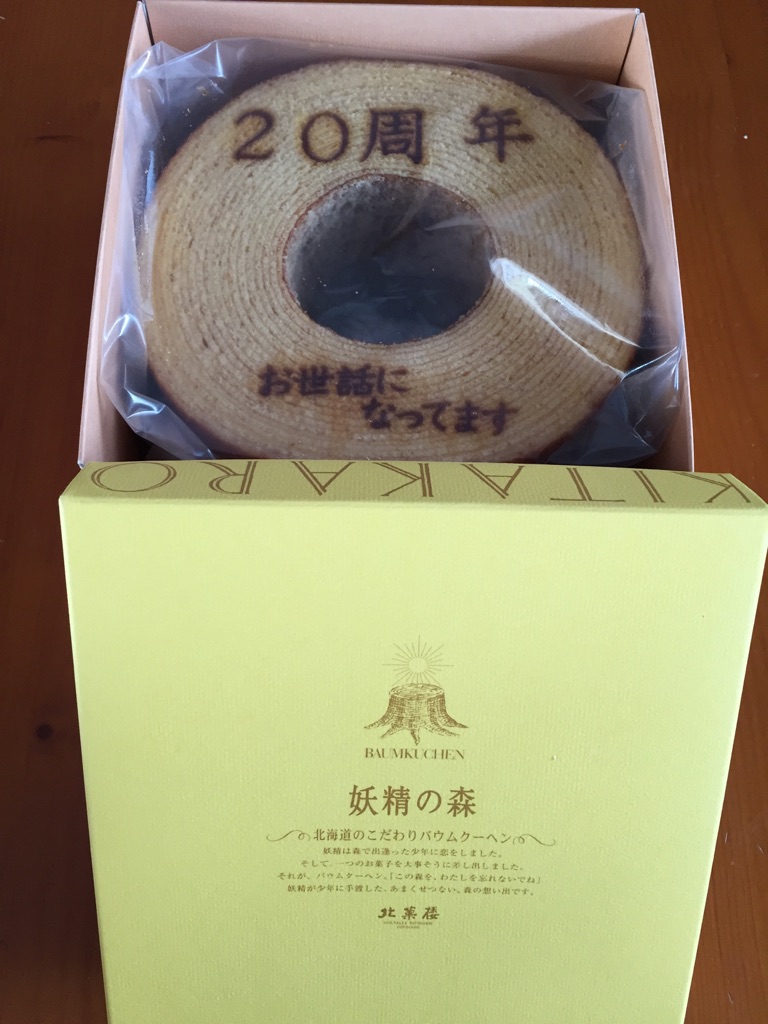 20周年
お世話に
なってます
KITAKARO
BAUMKUCHEN
妖精の森
北海道のこだわりバウムクーヘン
妖精は森で出逢った少年に恋をしました。
そして、一つのお菓子を大事そうに差し出しました。
それが、バウムクーヘン。「この森を、わたしを忘れないでね」
妖精が少年に手渡した、あまくせつない、森の想い出です。
北菓楼